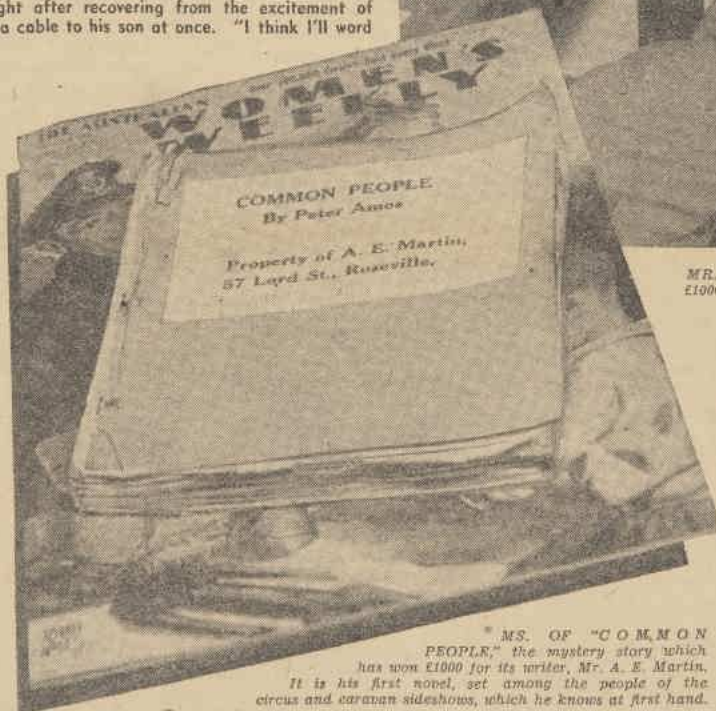 ght after recovering from the excitement of
a cable to his son at once. "I think I'll word
THE AUSTRALIAN
WOMEN'S
WEEKLY
COMMON PEOPLE
By Peter Amos
Property of A. E. Martin,
57 Lord St., Roseville.
MR.
£1000
* MS. OF "COMMON
PEOPLE," the mystery story which
has won £1000 for its writer, Mr. A. E. Martin.
It is his first novel, set among the people of the
circus and caravan sideshows, which he knows at first hand.